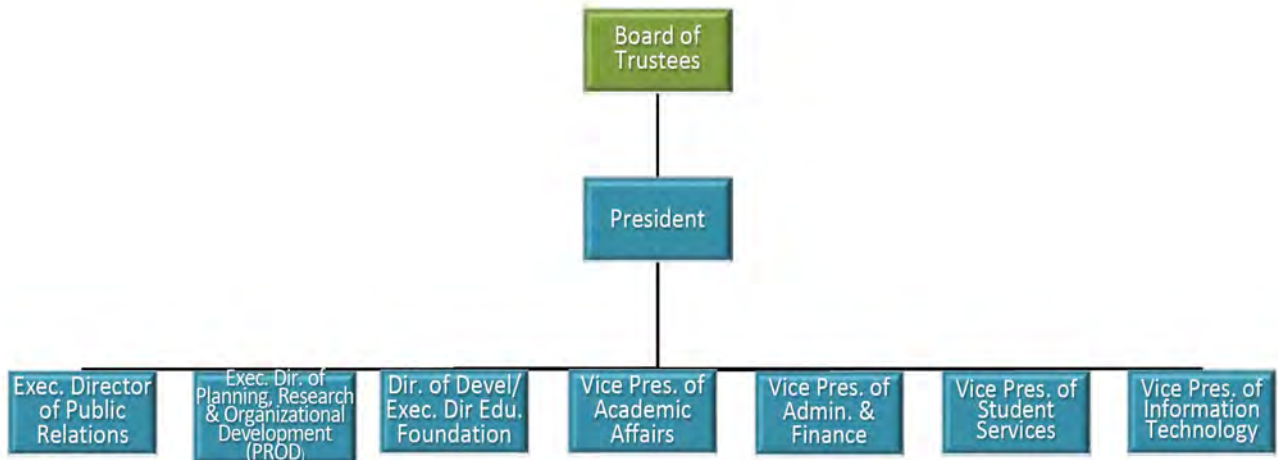 Board of
Trustees
President
Exec. Director
of Public
Relations
Exec. Dir. of
Planning, Research
& Organizational
Development
(PROD)
Dir. of Devel/
Exec. Dir Edu.
Foundation
Vice Pres. of
Academic
Affairs
Vice Pres. of
Admin. &
Finance
Vice Pres. of
Student
Services
Vice Pres. of
Information
Technology